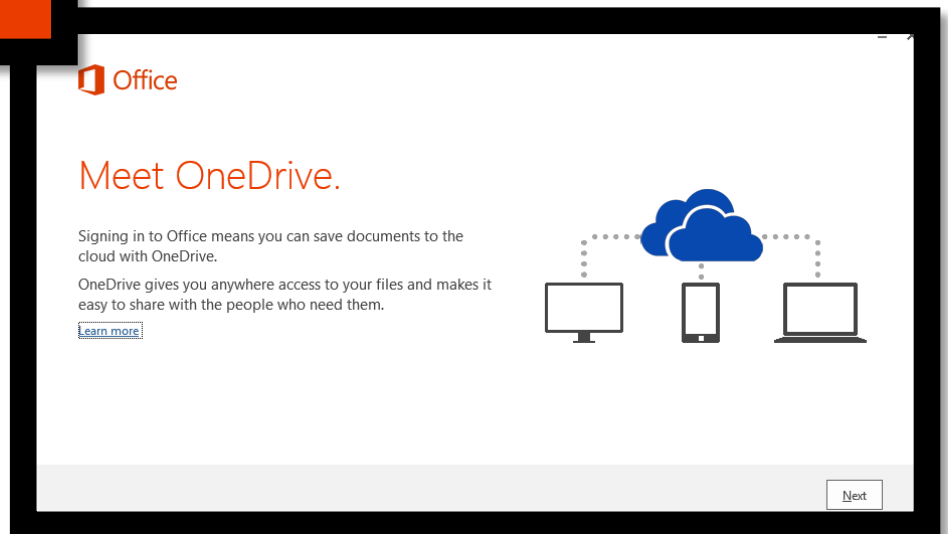 Office
Meet OneDrive.
Signing in to Office means you can save documents to the
cloud with OneDrive.
OneDrive gives you anywhere access to your files and makes it
easy to share with the people who need them.
Learn more
Next